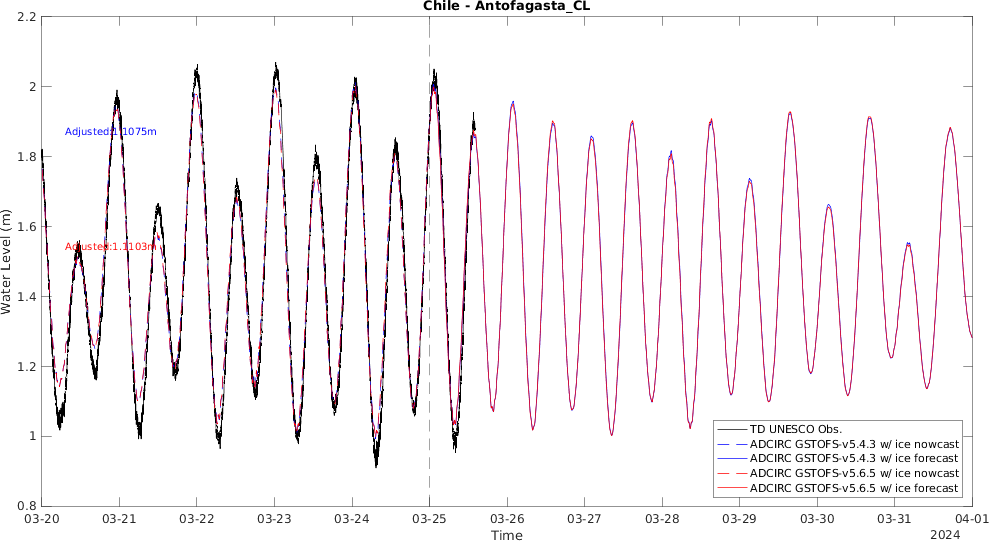 Chile - Antofagasta_CL
2.2
2
1.8
1.6
1.4
1.2
1
0.8
Water Level (m)
Adjusted:1.1075m
Adjusted:1.1103m
TD UNESCO Obs.
ADCIRC GSTOFS-v5.4.3 w/ ice nowcast
ADCIRC GSTOFS-v5.4.3 w/ ice forecast
ADCIRC GSTOFS-v5.6.5 w/ ice nowcast
ADCIRC GSTOFS-v5.6.5 w/ ice forecast
03-20 03-21 03-22 03-23 03-24 03-25 03-26 03-27 03-28 03-29 03-30 03-31 04-01
Time
2024